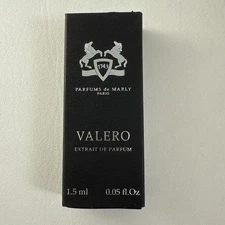 1743
PARFUMS de MARLY
PARIS
VALERO
EXTRAIT DE PARFUM
1.5 ml 0.05 fl.Oz